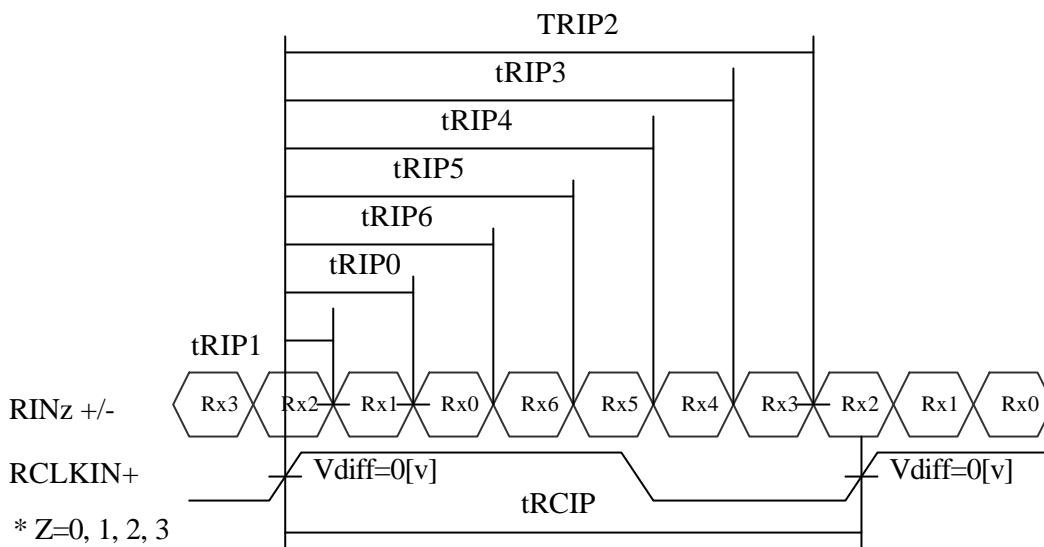 TRIP2
tRIP3
tRIP4
tRIP5
tRIP6
tRIP0
tRIP1
RINz +/- Rx3 Rx2 Rx1 Rx0 Rx6 Rx5 Rx4 Rx3 Rx2 Rx1 Rx0
RCLKIN+ Vdiff=0[v] Vdiff=0[v]
tRCIP
* Z=0, 1, 2, 3